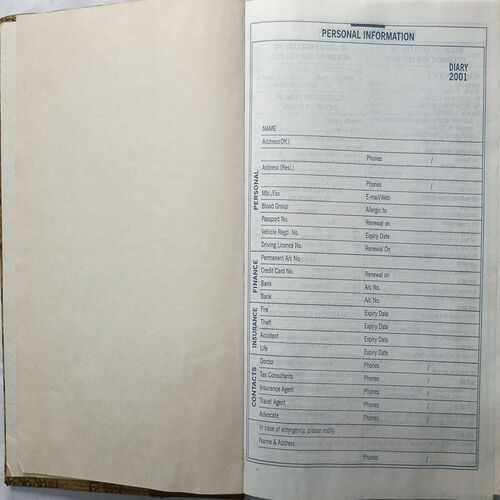 PERSONAL INFORMATION
DIARY
2001
NAME
Address(Off.)
Phones /
Address (Resi.)
Phones /
PERSONAL
Mbl./Fax E-mail/Web
Blood Group Allergic to
Passport No. Renewal on
Vehicle Regd. No. Expiry Date
Driving Licence No. Renewal On
FINANCE
Permanent A/c No.
Credit Card No. Renewal on
Bank A/c No.
Bank A/c No.
INSURANCE
Fire Expiry Date
Theft Expiry Date
Accident Expiry Date
Life Expiry Date
CONTACTS
Doctor Phones /
Tax Consultants Phones /
Insurance Agent Phones /
Travel Agent Phones /
Advocate Phones /
In case of emergency, please notify
Name & Address
Phones /